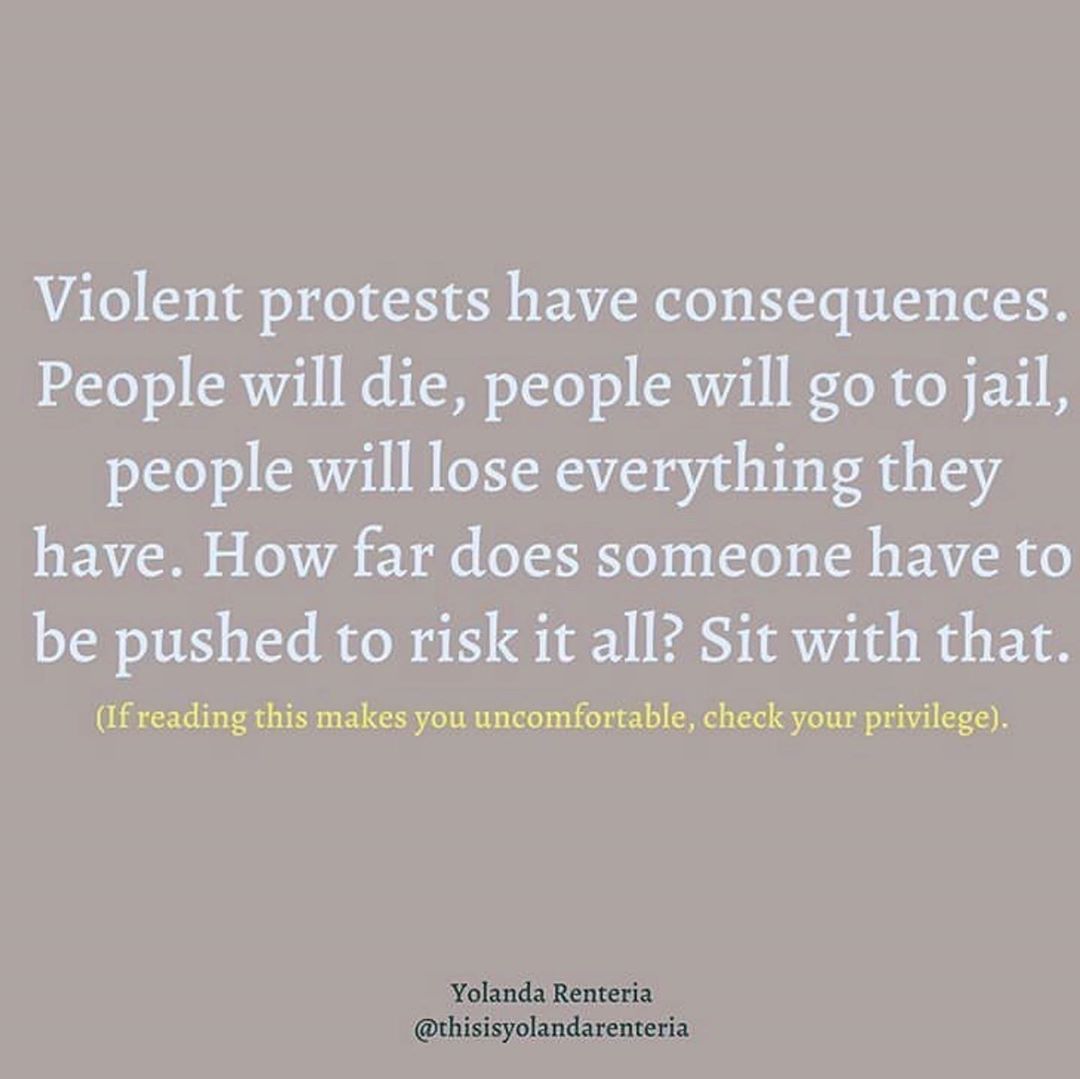 Violent protests have consequences.
People will die, people will go to jail,
people will lose everything they
have. How far does someone have to
be pushed to risk it all? Sit with that.
(If reading this makes you uncomfortable, check your privilege).
Yolanda Renteria
@thisisyolandarenteria